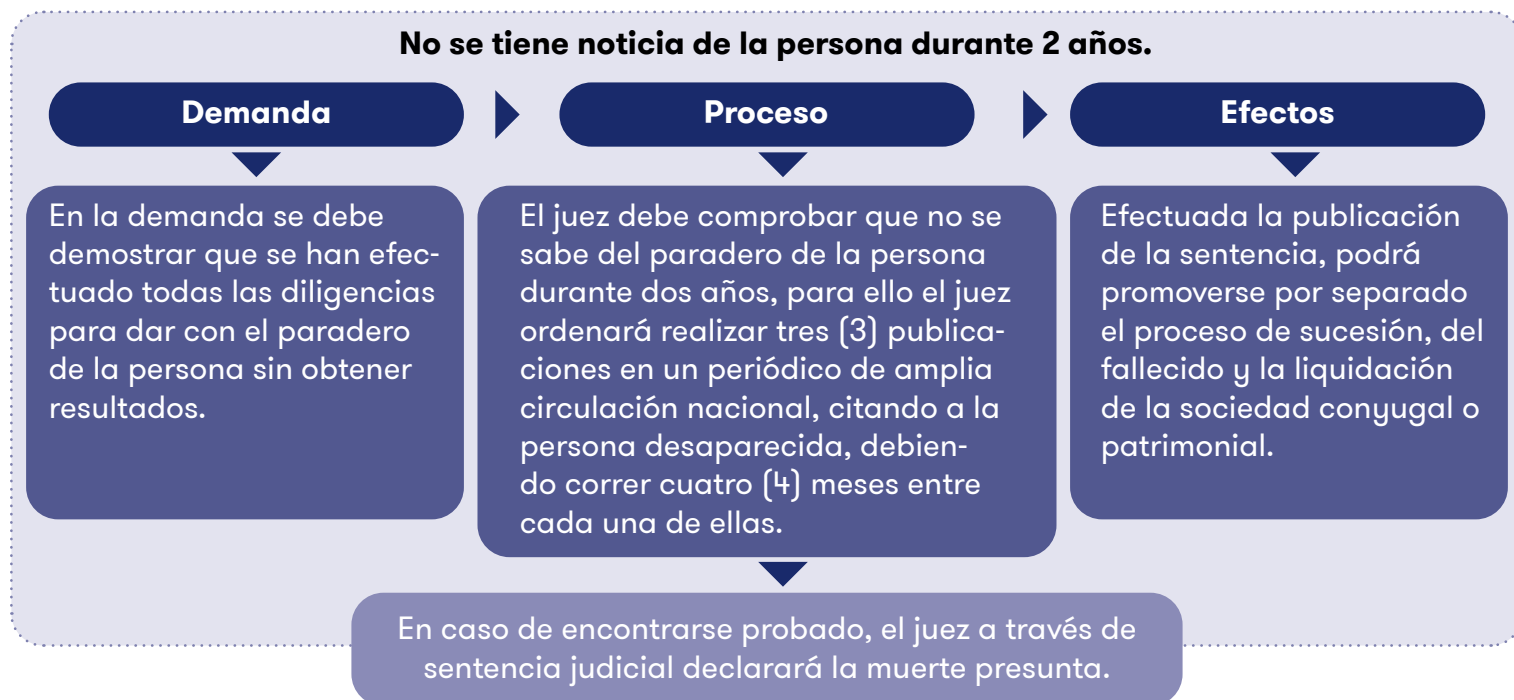 No se tiene noticia de la persona durante 2 años.
Demanda
En la demanda se debe
demostrar que se han efec-
tuado todas las diligencias
para dar con el paradero
de la persona sin obtener
resultados.
Proceso
El juez debe comprobar que no se
sabe del paradero de la persona
durante dos años, para ello el juez
ordenará realizar tres (3) publica-
ciones en un periódico de amplia
circulación nacional, citando a la
persona desaparecida, debien-
do correr cuatro (4) meses entre
cada una de ellas.
En caso de encontrarse probado, el juez a través de
sentencia judicial declarará la muerte presunta.
Efectos
Efectuada la publicación
de la sentencia, podrá
promoverse por separado
el proceso de sucesión, del
fallecido y la liquidación
de la sociedad conyugal o
patrimonial.